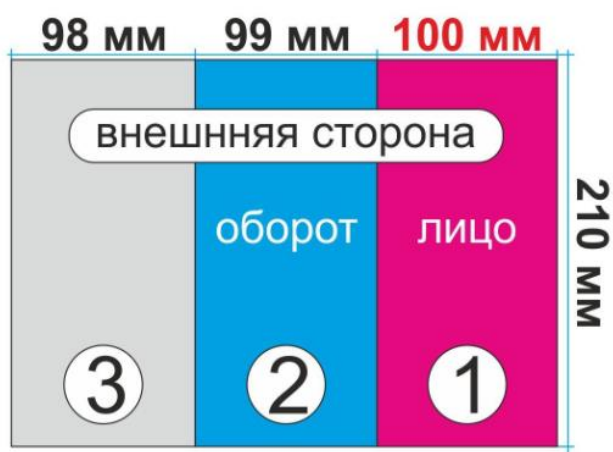 98 мм 99 мм 100 мм
внешнняя сторона
210 мм
оборот лицо
3 2 1